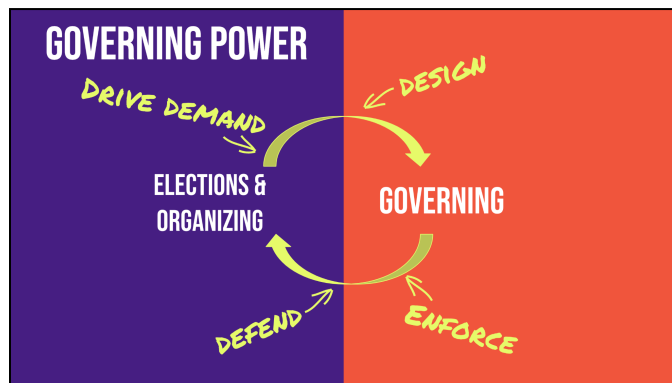 GOVERNING POWER
DRIVE DEMAND
DESIGN
ELECTIONS &
ORGANIZING
GOVERNING
DEFEND
ENFORCE